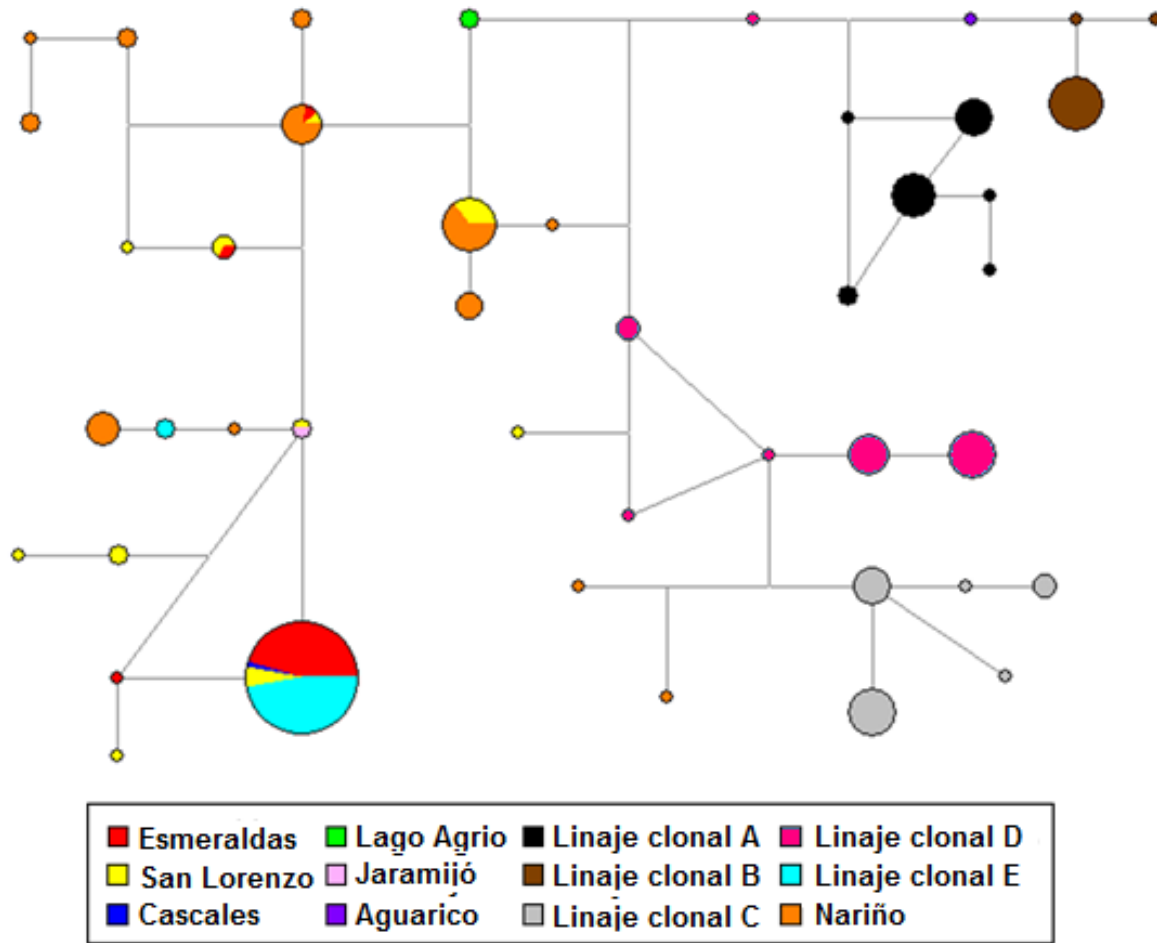 Esmeraldas Lago Agrio Linaje clonal A Linaje clonal D
San Lorenzo Jaramijó Linaje clonal B Linaje clonal E
Cascales Aguarico Linaje clonal C Nariño